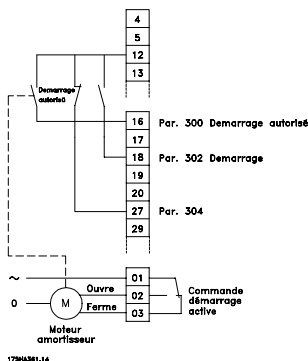 4
5
12
13
Demarrage
autorisé
16 Par. 300 Demarrage autorisé
17
18 Par. 302 Demarrage
19
20
27 Par. 304
29
~ 01
Ouvre 02 Commande
démarrage
active
O M
Ferme 03
Moteur
amortisseur
175HA361.14